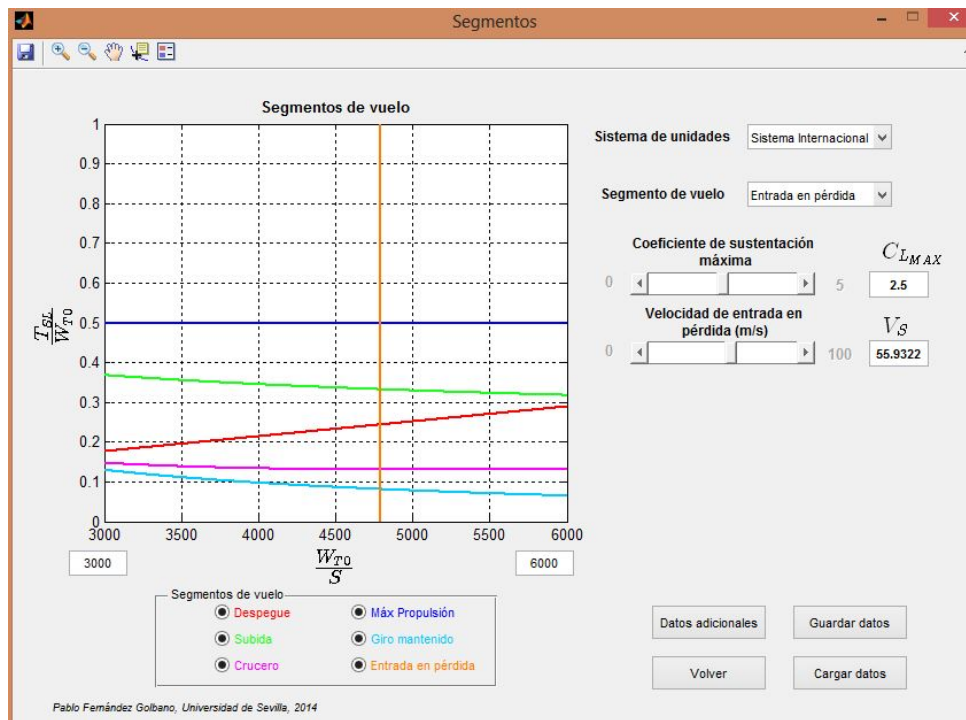 Segmentos
Segmentos de vuelo
1
0.9
0.8
0.7
0.6
0.5
0.4
0.3
0.2
0.1
0
T_SL
W_T0
3000 3500 4000 4500 5000 5500 6000
3000
W_T0
S
6000
Sistema de unidades
Sistema Internacional
Segmento de vuelo
Entrada en pérdida
Coeficiente de sustentación
máxima
C_L_MAX
0
5
2.5
Velocidad de entrada en
pérdida (m/s)
V_S
0
100
55.9322
Segmentos de vuelo
Despegue
Máx Propulsión
Subida
Giro mantenido
Crucero
Entrada en pérdida
Datos adicionales
Guardar datos
Volver
Cargar datos
Pablo Fernández Golbano, Universidad de Sevilla, 2014